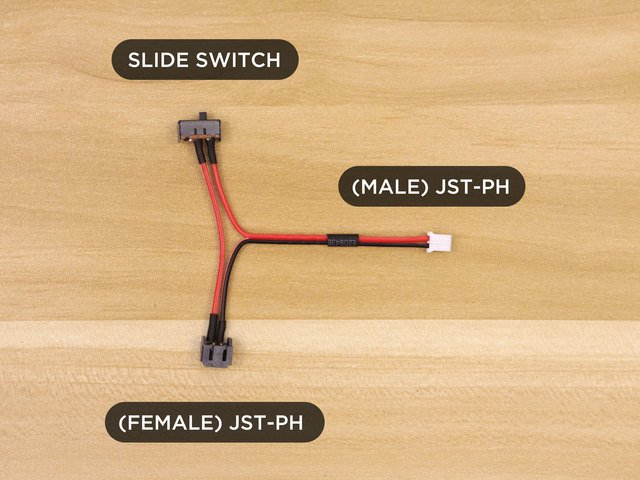 SLIDE SWITCH
(MALE) JST-PH
(FEMALE) JST-PH